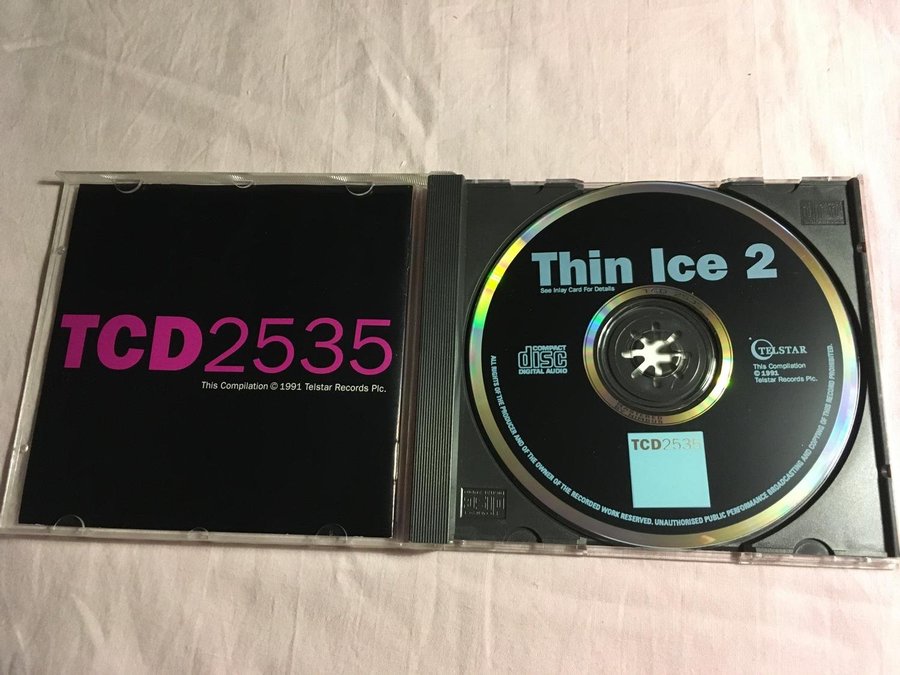 TCD2535
This Compilation © 1991 Telstar Records Plc.
Thin Ice 2
See Inlay Card For Details
COMPACT
disc
DIGITAL AUDIO
TELSTAR
This Compilation
© 1991
Telstar Records Plc.
TCD2535
ALL RIGHTS OF THE PRODUCER AND OF THE OWNER OF THE RECORDED WORK RESERVED. UNAUTHORISED PUBLIC PERFORMANCE BROADCASTING AND COPYING OF THIS RECORD PROHIBITED.